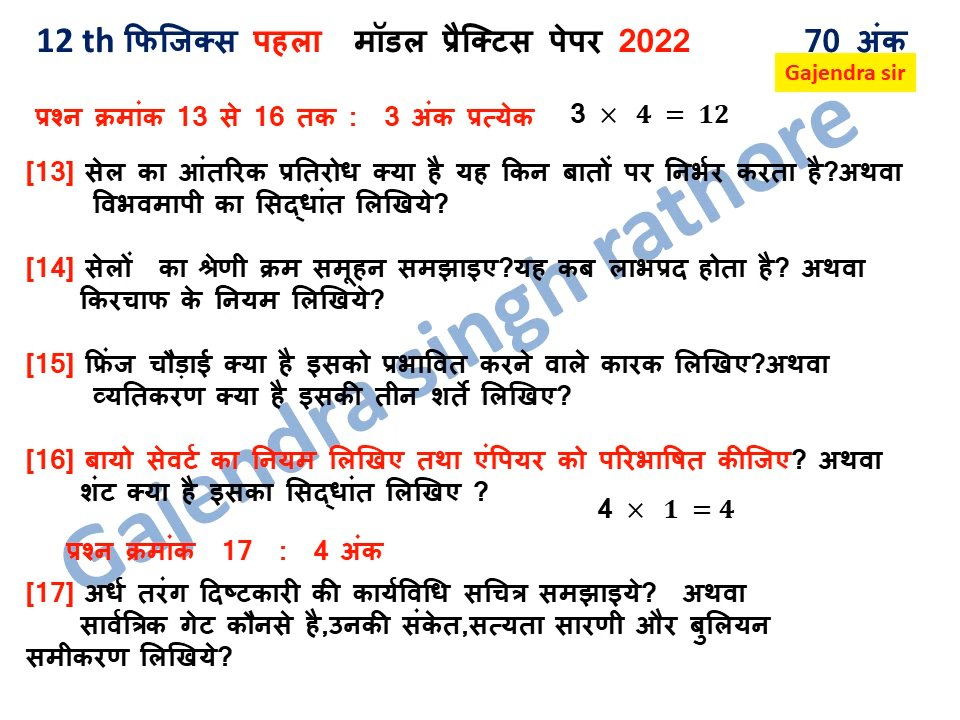 12 th फिजिक्स पहला मॉडल प्रैक्टिस पेपर 2022 70 अंक
Gajendra sir
प्रश्न क्रमांक 13 से 16 तक : 3 अंक प्रत्येक 3 × 4 = 12
[13] सेल का आंतरिक प्रतिरोध क्या है यह किन बातों पर निर्भर करता है?अथवा
विभवमापी का सिद्धांत लिखिये?
[14] सेलों का श्रेणी क्रम समूहन समझाइए?यह कब लाभप्रद होता है? अथवा
किरचाफ के नियम लिखिये?
[15] फ्रिंज चौड़ाई क्या है इसको प्रभावित करने वाले कारक लिखिए?अथवा
व्यतिकरण क्या है इसकी तीन शर्ते लिखिए?
[16] बायो सेवर्ट का नियम लिखिए तथा एंपियर को परिभाषित कीजिए? अथवा
शंट क्या है इसका सिद्धांत लिखिए ?
4 × 1 = 4
प्रश्न क्रमांक 17 : 4 अंक
[17] अर्ध तरंग दिष्टकारी की कार्यविधि सचित्र समझाइये? अथवा
सार्वत्रिक गेट कौनसे है,उनकी संकेत,सत्यता सारणी और बुलियन
समीकरण लिखिये?
Gajendra singh rathore